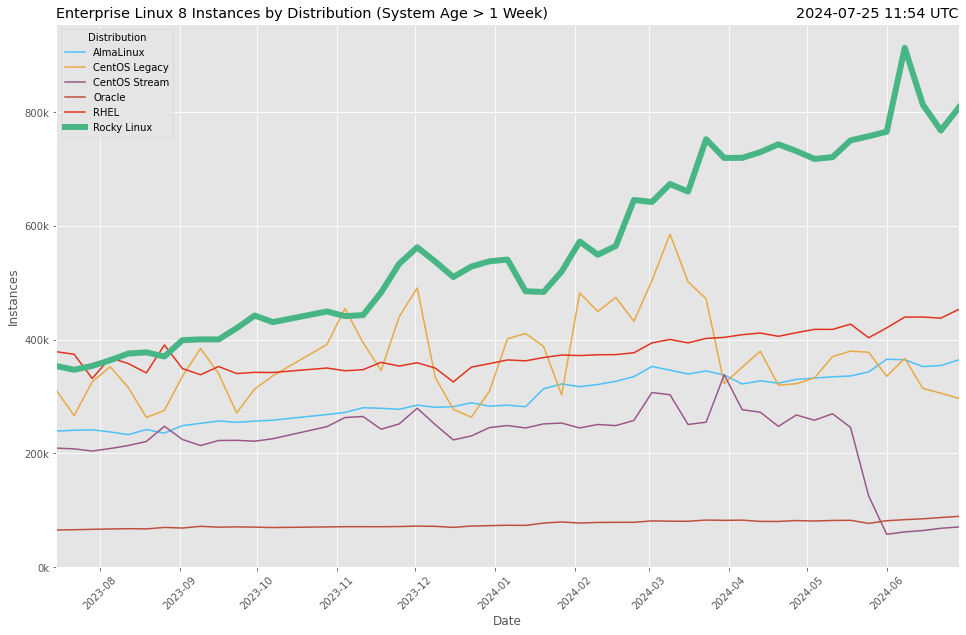 Enterprise Linux 8 Instances by Distribution (System Age > 1 Week)
2024-07-25 11:54 UTC
Distribution
AlmaLinux
CentOS Legacy
CentOS Stream
Oracle
RHEL
Rocky Linux
800k
600k
400k
200k
0k
Instances
2023-08
2023-09
2023-10
2023-11
2023-12
2024-01
2024-02
2024-03
2024-04
2024-05
2024-06
Date